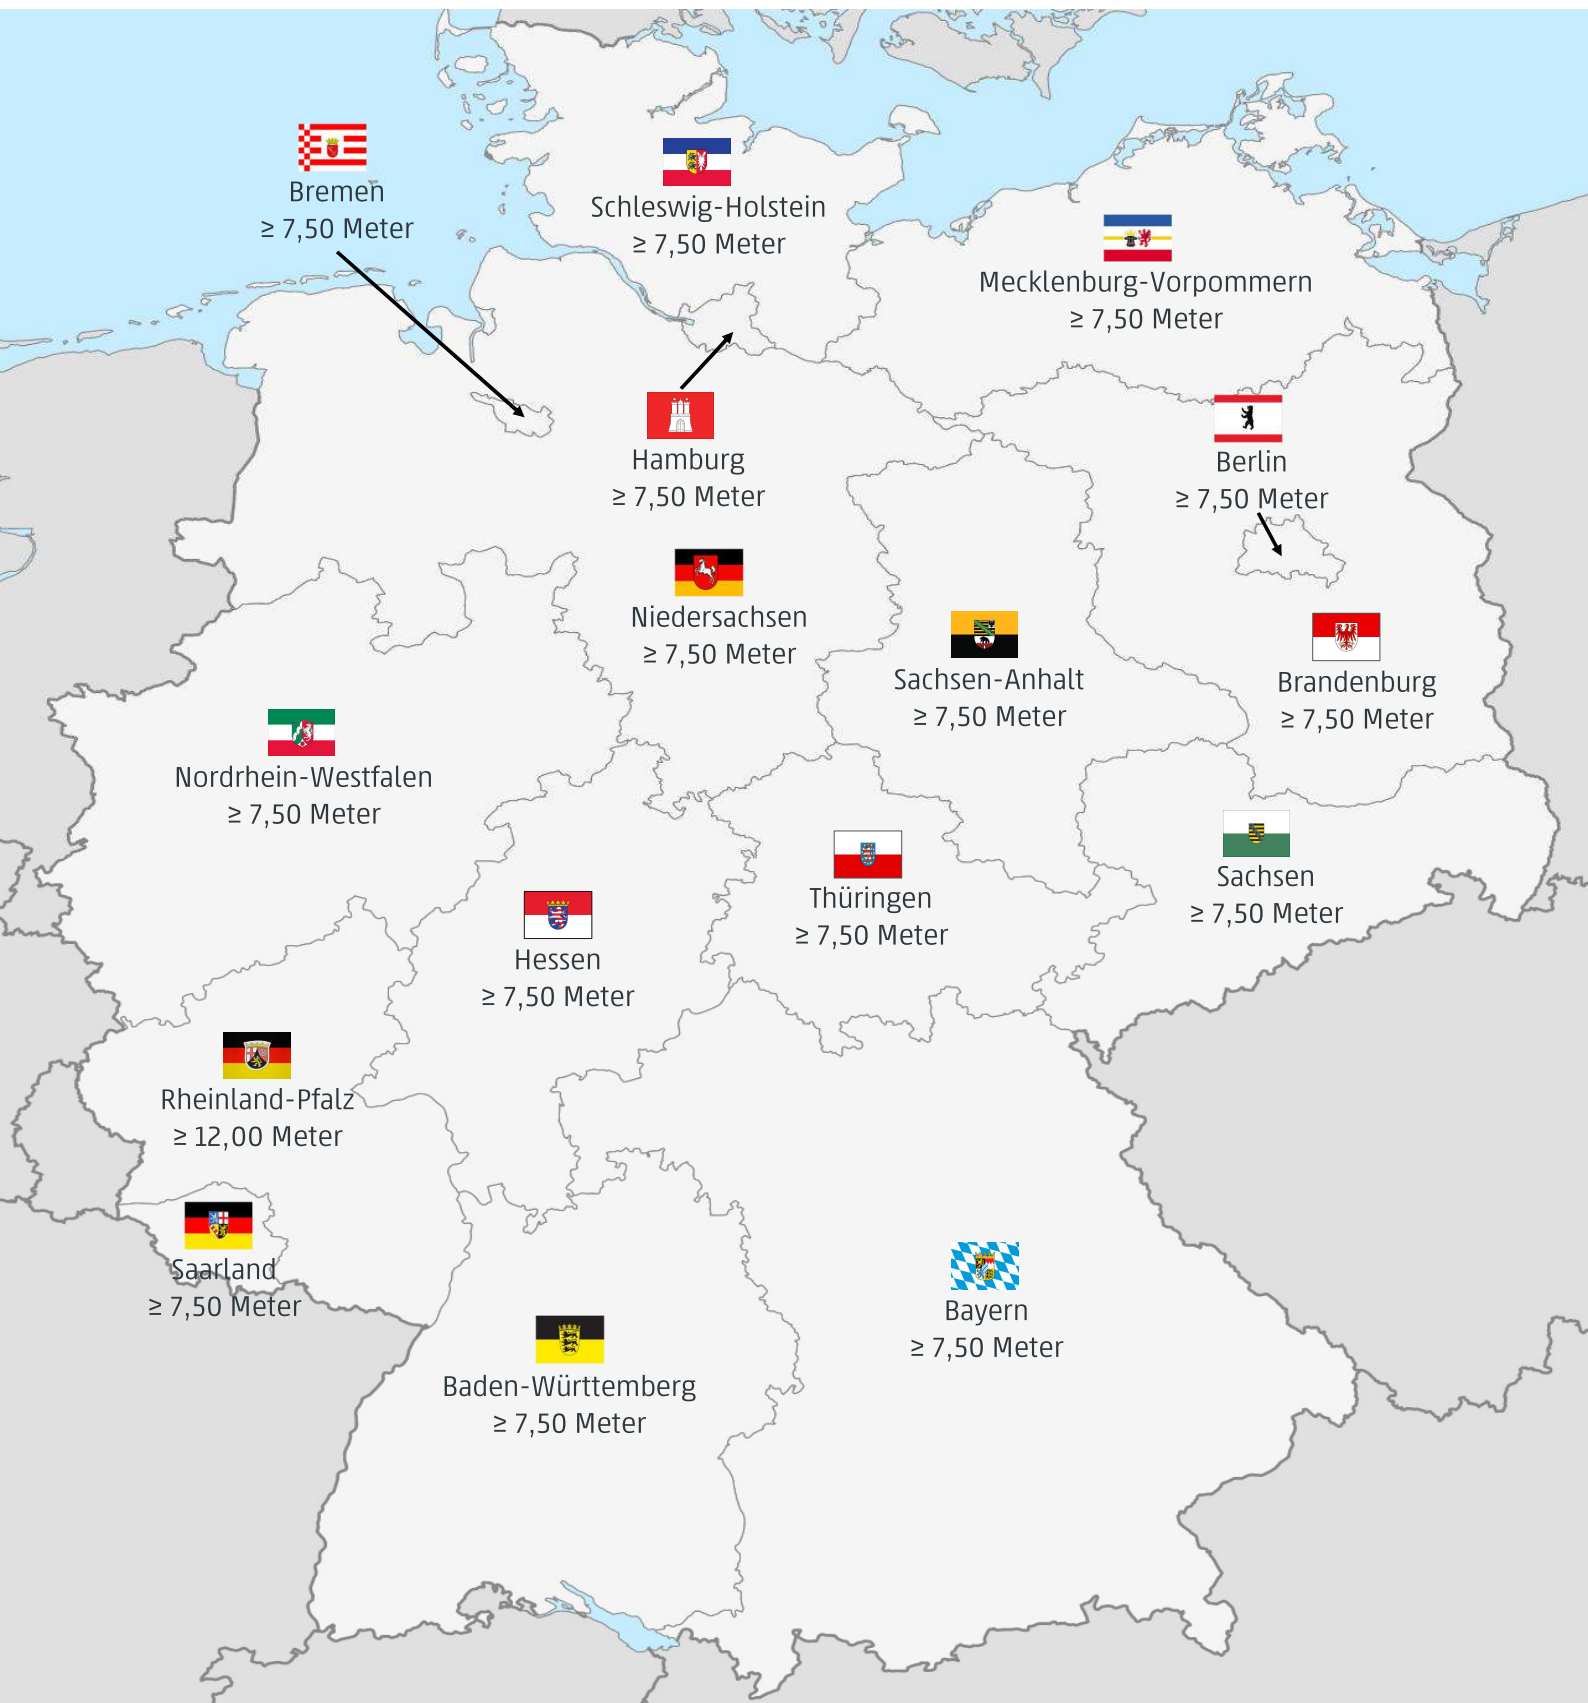 Bremen
≥ 7,50 Meter
Schleswig-Holstein
≥ 7,50 Meter
Mecklenburg-Vorpommern
≥ 7,50 Meter
Hamburg
≥ 7,50 Meter
Berlin
≥ 7,50 Meter
Niedersachsen
≥ 7,50 Meter
Sachsen-Anhalt
≥ 7,50 Meter
Brandenburg
≥ 7,50 Meter
Nordrhein-Westfalen
≥ 7,50 Meter
Sachsen
≥ 7,50 Meter
Thüringen
≥ 7,50 Meter
Hessen
≥ 7,50 Meter
Rheinland-Pfalz
≥ 12,00 Meter
Saarland
≥ 7,50 Meter
Bayern
≥ 7,50 Meter
Baden-Württemberg
≥ 7,50 Meter